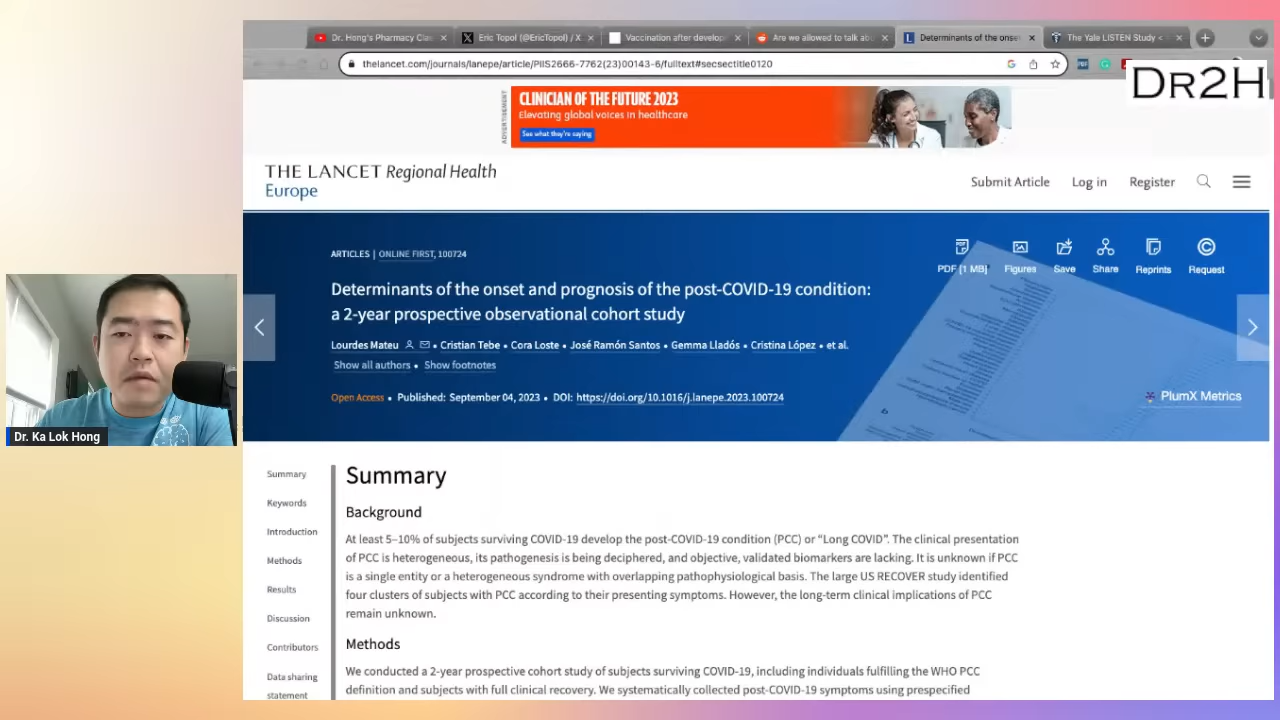 Dr. Hong's Pharmacy Clas
Eric Topol (@EricTopol) / X
Vaccination after develop
Are we allowed to talk abo
Determinants of the onse
The Yale LISTEN Study <
thelancet.com/journals/lanepe/article/PIIS2666-7762(23)00143-6/fulltext#secsectitle0120
DR2H
ADVERTISEMENT
CLINICIAN OF THE FUTURE 2023
Elevating global voices in healthcare
See what they're saying
THE LANCET Regional Health
Europe
Submit Article
Log in
Register
ARTICLES | ONLINE FIRST, 100724
PDF [1 MB]
Figures
Save
Share
Reprints
Request
Determinants of the onset and prognosis of the post-COVID-19 condition:
a 2-year prospective observational cohort study
Lourdes Mateu • Cristian Tebe • Cora Loste • José Ramón Santos • Gemma Lladós • Cristina López • et al.
Show all authors • Show footnotes
Open Access • Published: September 04, 2023 • DOI: https://doi.org/10.1016/j.lanepe.2023.100724
PlumX Metrics
Dr. Ka Lok Hong
Summary
Keywords
Introduction
Methods
Results
Discussion
Contributors
Data sharing
statement
Summary
Background
At least 5–10% of subjects surviving COVID-19 develop the post-COVID-19 condition (PCC) or “Long COVID”. The clinical presentation
of PCC is heterogeneous, its pathogenesis is being deciphered, and objective, validated biomarkers are lacking. It is unknown if PCC
is a single entity or a heterogeneous syndrome with overlapping pathophysiological basis. The large US RECOVER study identified
four clusters of subjects with PCC according to their presenting symptoms. However, the long-term clinical implications of PCC
remain unknown.
Methods
We conducted a 2-year prospective cohort study of subjects surviving COVID-19, including individuals fulfilling the WHO PCC
definition and subjects with full clinical recovery. We systematically collected post-COVID-19 symptoms using prespecified